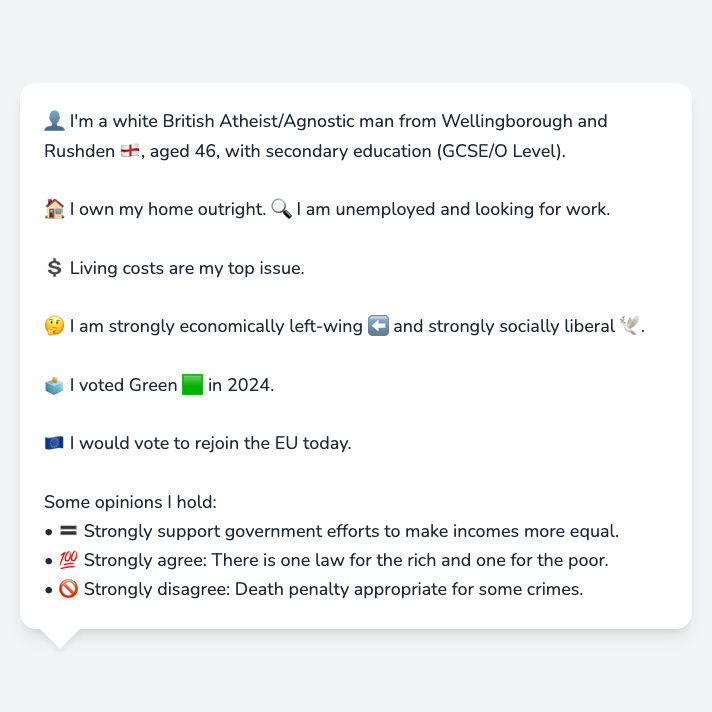 👤 I'm a white British Atheist/Agnostic man from Wellingborough and
Rushden 🏴󠁧󠁢󠁥󠁮󠁧󠁿, aged 46, with secondary education (GCSE/O Level).
🏠 I own my home outright. 🔍 I am unemployed and looking for work.
💲 Living costs are my top issue.
🤔 I am strongly economically left-wing ⬅️ and strongly socially liberal 🕊️.
🗳️ I voted Green 🟩 in 2024.
🇪🇺 I would vote to rejoin the EU today.
Some opinions I hold:
• 🟰 Strongly support government efforts to make incomes more equal.
• 💯 Strongly agree: There is one law for the rich and one for the poor.
• 🚫 Strongly disagree: Death penalty appropriate for some crimes.